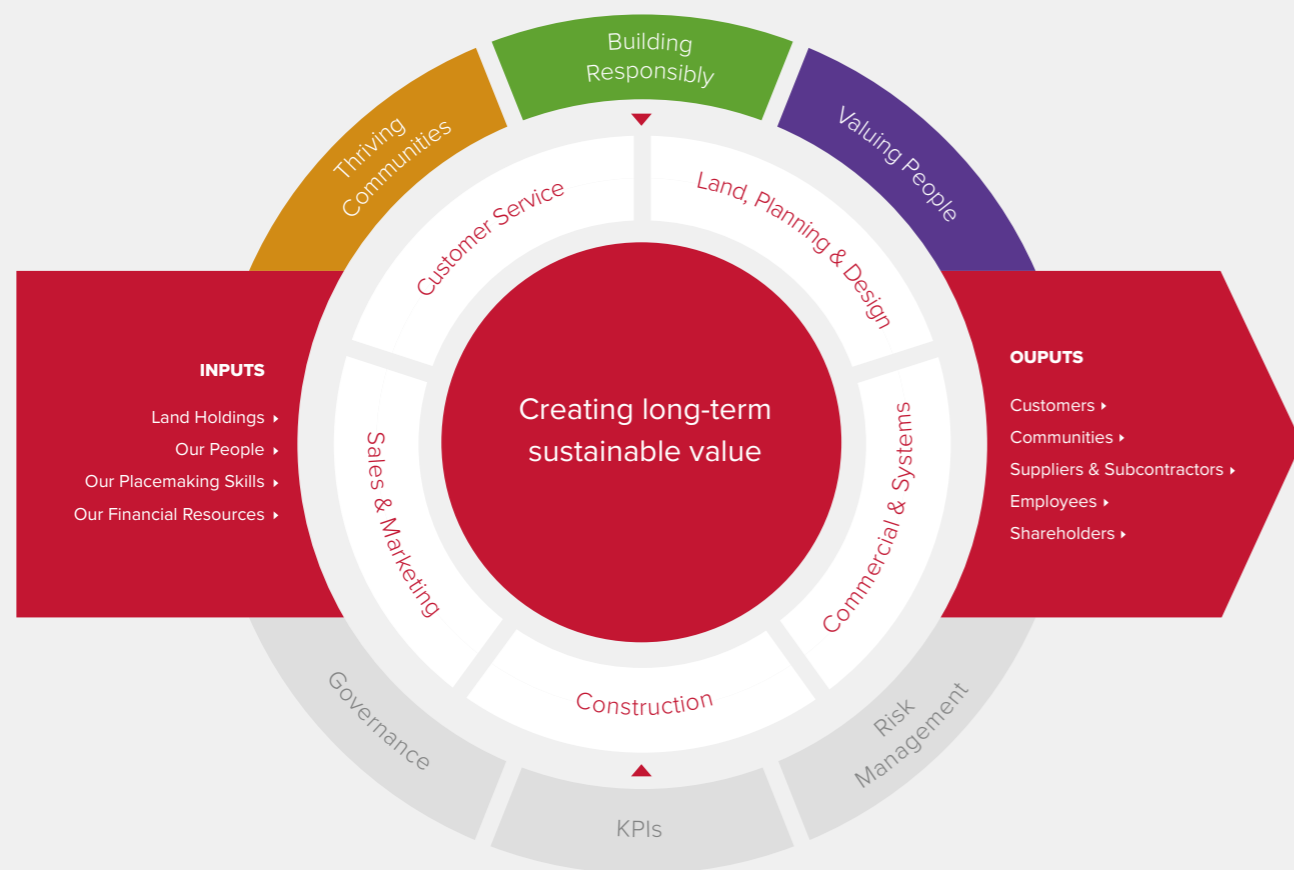 Building
Responsibly
Thriving
Communities
Valuing People
Customer Service
Land, Planning & Design
INPUTS
Land Holdings
Our People
Our Placemaking Skills
Our Financial Resources
Creating long-term
sustainable value
OUPUTS
Customers
Communities
Suppliers & Subcontractors
Employees
Shareholders
Sales & Marketing
Commercial & Systems
Construction
Governance
KPIs
Risk
Management